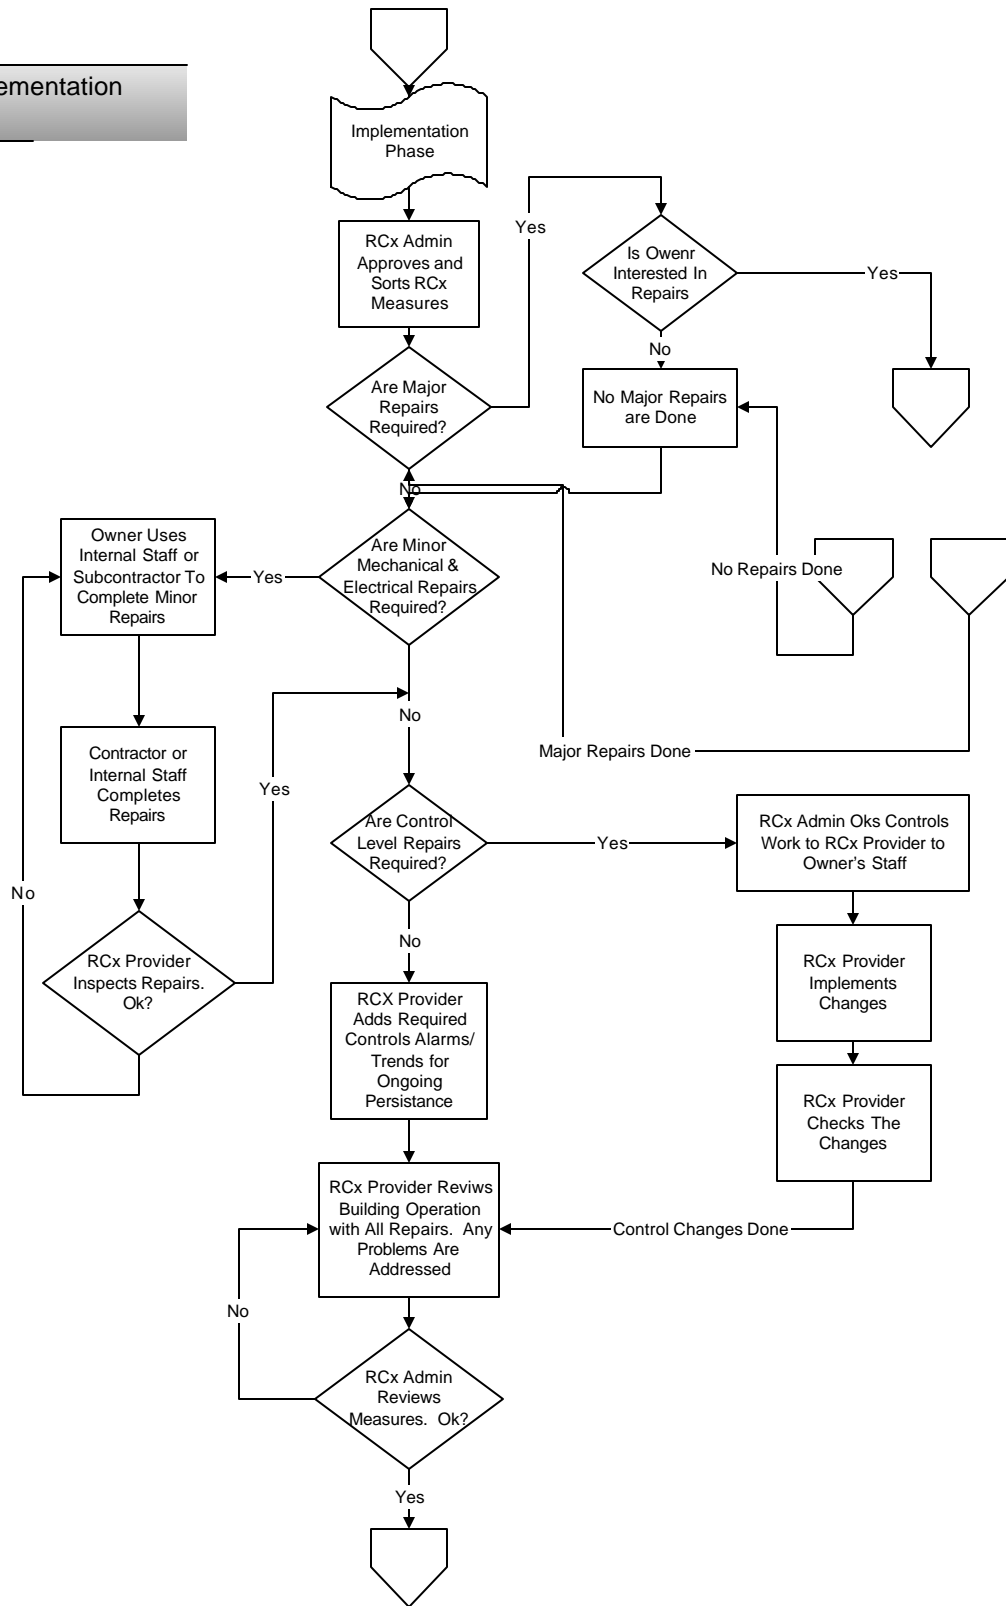 ementation
Implementation
Phase
RCx Admin
Approves and
Sorts RCx
Measures
Yes
Is Owenr
Interested In
Repairs
Yes
No
Are Major
Repairs
Required?
No Major Repairs
are Done
No
Owner Uses
Internal Staff or
Subcontractor To
Complete Minor
Repairs
Yes
Are Minor
Mechanical &
Electrical Repairs
Required?
No Repairs Done
No
Major Repairs Done
Contractor or
Internal Staff
Completes
Repairs
Yes
Are Control
Level Repairs
Required?
Yes
RCx Admin Oks Controls
Work to RCx Provider to
Owner's Staff
No
No
RCx Provider
Inspects Repairs.
Ok?
RCx Provider
Implements
Changes
RCX Provider
Adds Required
Controls Alarms/
Trends for
Ongoing
Persistance
RCx Provider
Checks The
Changes
RCx Provider Reviws
Building Operation
with All Repairs. Any
Problems Are
Addressed
Control Changes Done
No
RCx Admin
Reviews
Measures. Ok?
Yes